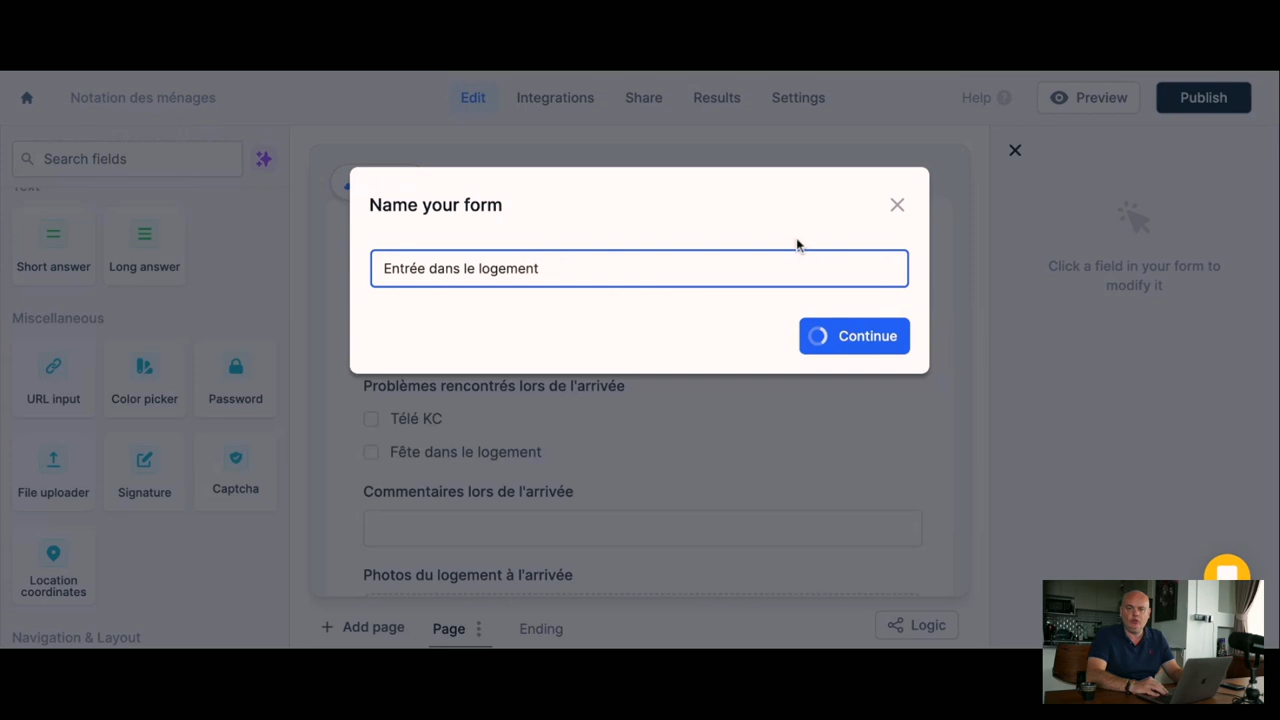 Notation des ménages
Edit
Integrations
Share
Results
Settings
Help ?
Preview
Publish
Search fields
Text
Short answer
Long answer
Miscellaneous
URL input
Color picker
Password
File uploader
Signature
Captcha
Location
coordinates
Navigation & Layout
Name your form
Entrée dans le logement
Continue
Problèmes rencontrés lors de l'arrivée
Télé KC
Fête dans le logement
Commentaires lors de l'arrivée
Photos du logement à l'arrivée
+ Add page
Page
Ending
Logic
Click a field in your form to
modify it